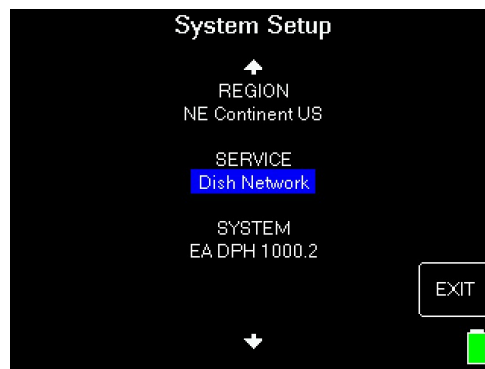 System Setup
REGION
NE Continent US
SERVICE
Dish Network
SYSTEM
EA DPH 1000.2
EXIT